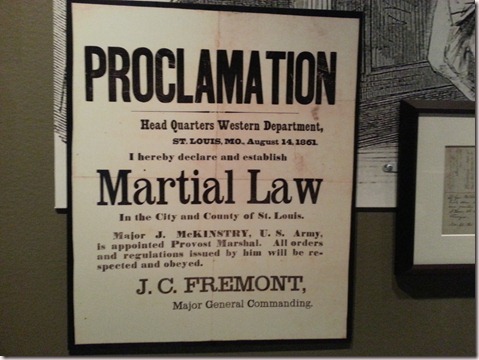 PROCLAMATION
Head Quarters Western Department,
ST. LOUIS, MO., August 14, 1861.
I hereby declare and establish
Martial Law
In the City and County of St. Louis.
Major J. McKINSTRY, U. S. Army,
is appointed Provost Marshal. All orders
and regulations issued by him will be re-
spected and obeyed.
J. C. FREMONT,
Major General Commanding.